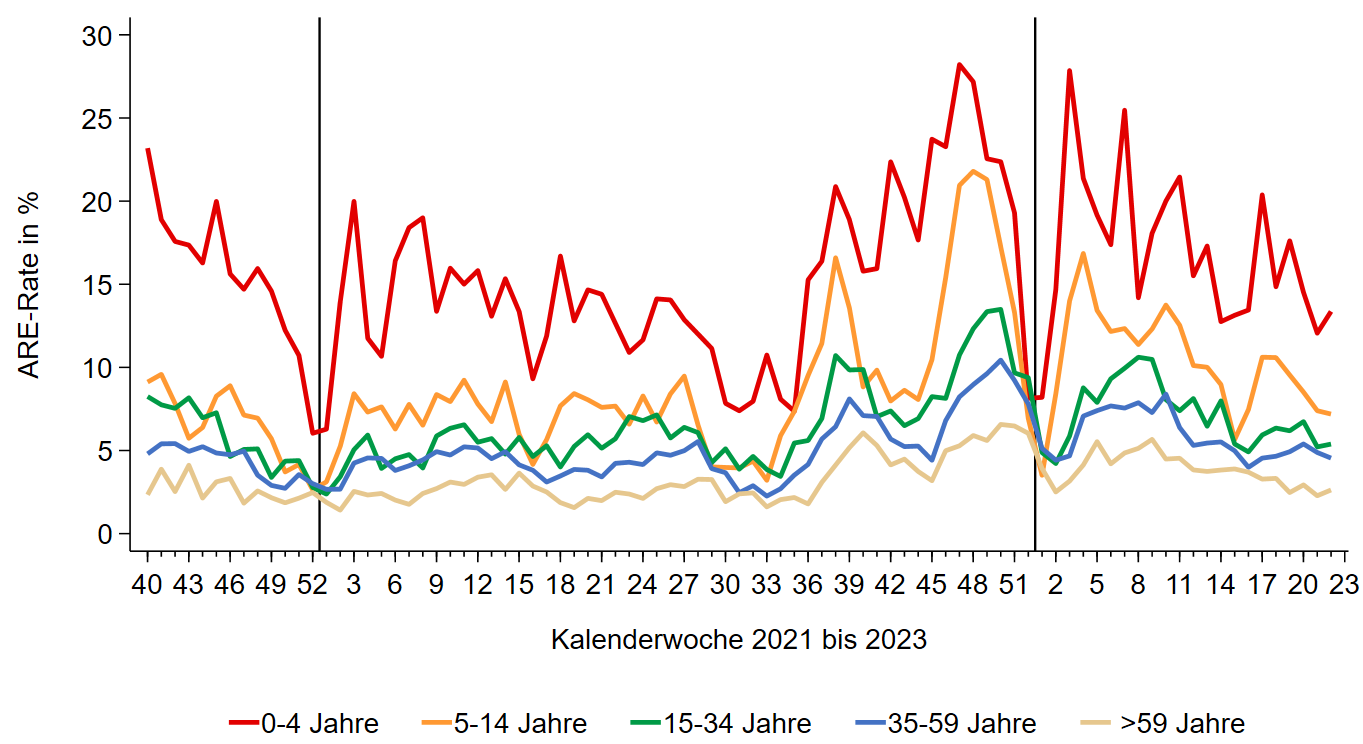 30
25
20
15
10
5
0
ARE-Rate in %
40 43 46 49 52 3 6 9 12 15 18 21 24 27 30 33 36 39 42 45 48 51 2 5 8 11 14 17 20 23
Kalenderwoche 2021 bis 2023
0-4 Jahre 5-14 Jahre 15-34 Jahre 35-59 Jahre >59 Jahre